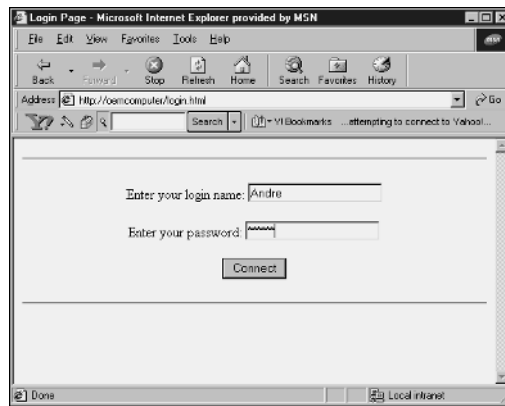 Login Page - Microsoft Internet Explorer provided by MSN
File Edit View Favorites Tools Help
msn
Back Forward Stop Refresh Home Search Favorites History
Address http://oemcomputer/login.html Go
Y? Search Y! Bookmarks ...attempting to connect to Yahoo!...
Enter your login name: Andre
Enter your password: ******
Connect
Done Local intranet